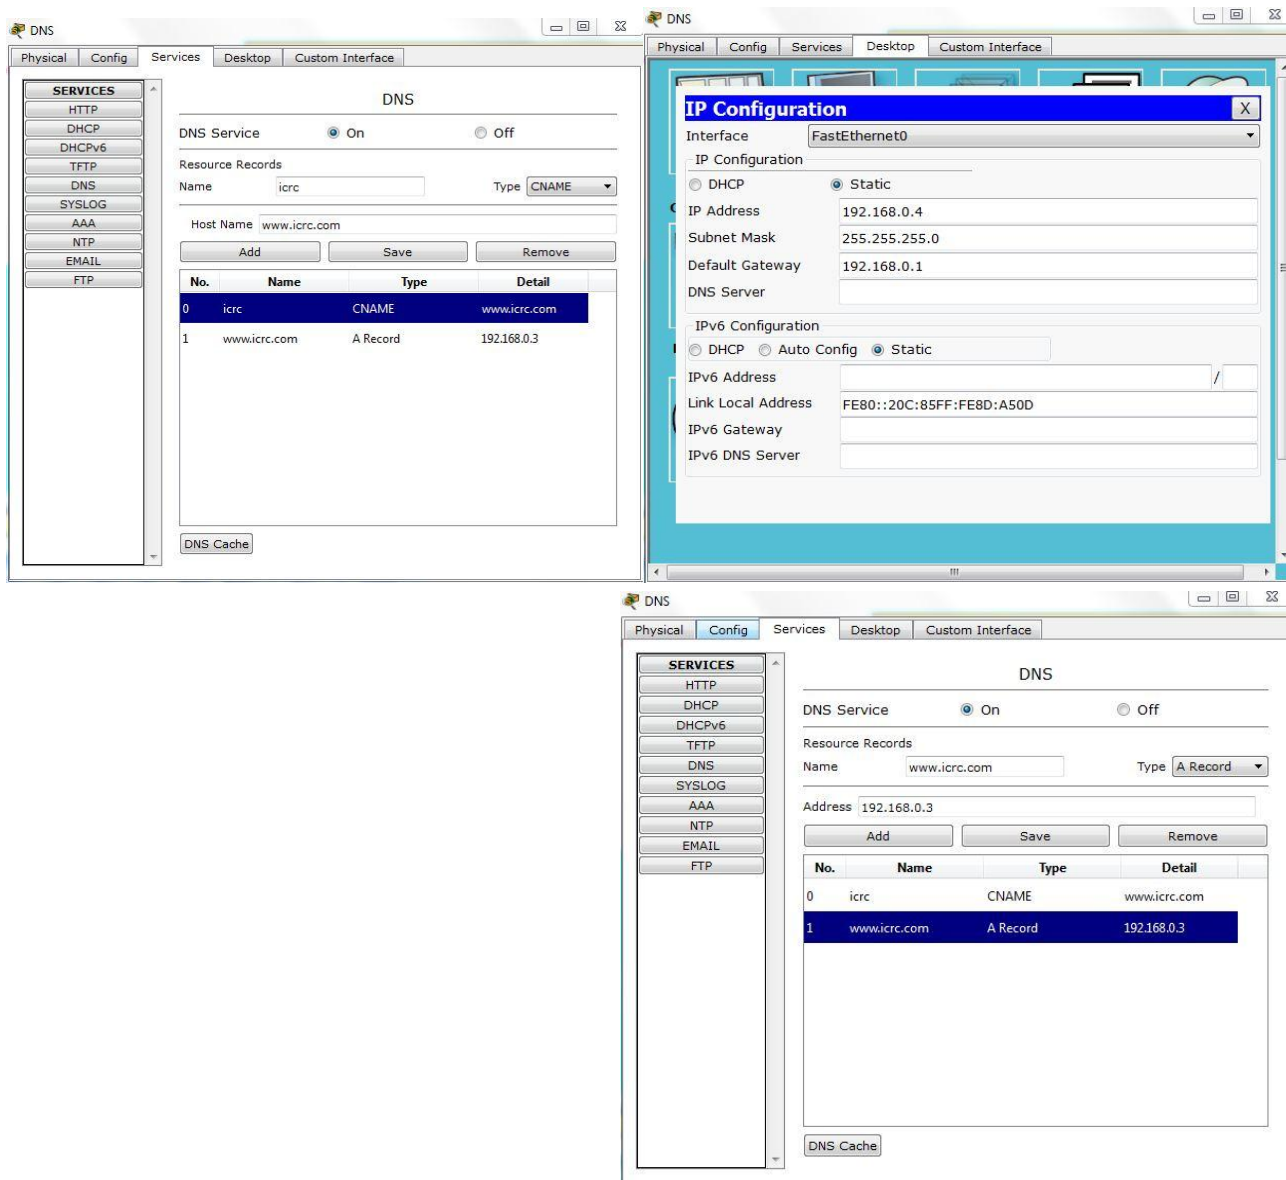 DNS
Physical Config Services Desktop Custom Interface
SERVICES
HTTP
DHCP
DHCPv6
TFTP
DNS
SYSLOG
AAA
NTP
EMAIL
FTP
DNS
DNS Service On Off
Resource Records
Name icrc Type CNAME
Host Name www.icrc.com
Add Save Remove
No. Name Type Detail
0 icrc CNAME www.icrc.com
1 www.icrc.com A Record 192.168.0.3
DNS Cache
DNS
Physical Config Services Desktop Custom Interface
IP Configuration X
Interface FastEthernet0
IP Configuration
DHCP Static
IP Address 192.168.0.4
Subnet Mask 255.255.255.0
Default Gateway 192.168.0.1
DNS Server
IPv6 Configuration
DHCP Auto Config Static
IPv6 Address /
Link Local Address FE80::20C:85FF:FE8D:A50D
IPv6 Gateway
IPv6 DNS Server
DNS
Physical Config Services Desktop Custom Interface
SERVICES
HTTP
DHCP
DHCPv6
TFTP
DNS
SYSLOG
AAA
NTP
EMAIL
FTP
DNS
DNS Service On Off
Resource Records
Name www.icrc.com Type A Record
Address 192.168.0.3
Add Save Remove
No. Name Type Detail
0 icrc CNAME www.icrc.com
1 www.icrc.com A Record 192.168.0.3
DNS Cache